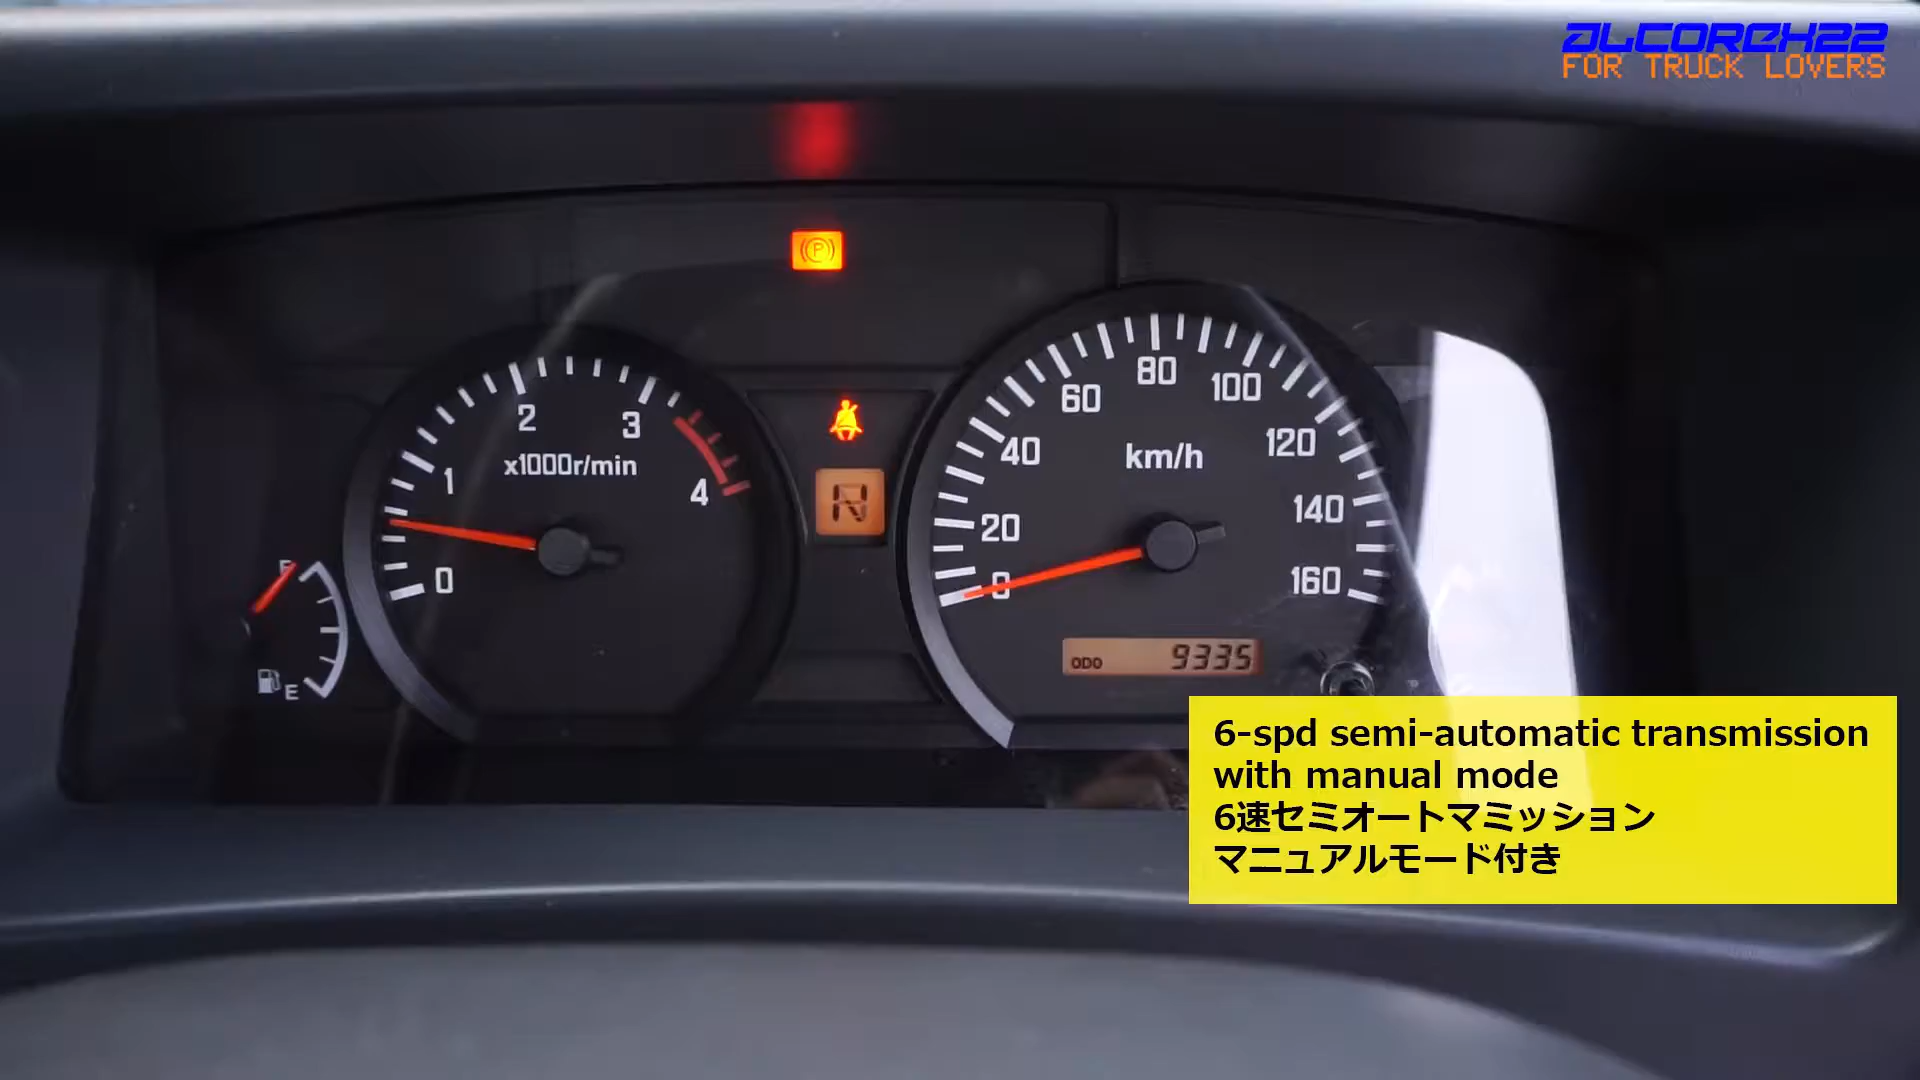 ALCOREX22
FOR TRUCK LOVERS
P
2
3
1
x1000r/min
4
0
N
80
60
100
40
km/h
120
20
140
0
160
F
E
ODO 9335
6-spd semi-automatic transmission
with manual mode
6速セミオートマミッション
マニュアルモード付き